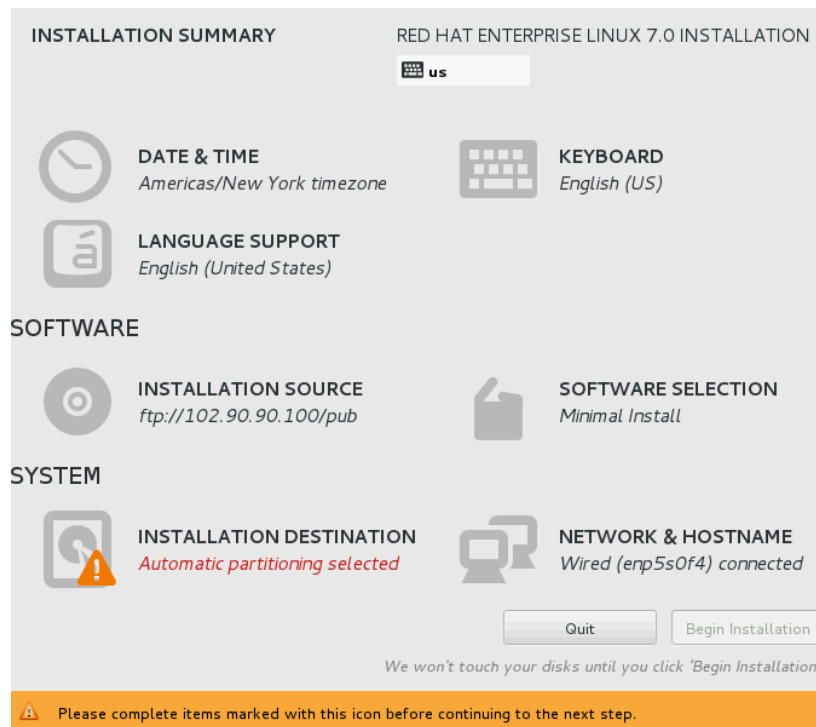 INSTALLATION SUMMARY
RED HAT ENTERPRISE LINUX 7.0 INSTALLATION
us
DATE & TIME
Americas/New York timezone
KEYBOARD
English (US)
LANGUAGE SUPPORT
English (United States)
SOFTWARE
INSTALLATION SOURCE
ftp://102.90.90.100/pub
SOFTWARE SELECTION
Minimal Install
SYSTEM
INSTALLATION DESTINATION
Automatic partitioning selected
NETWORK & HOSTNAME
Wired (enp5s0f4) connected
Quit
Begin Installation
We won't touch your disks until you click 'Begin Installation
Please complete items marked with this icon before continuing to the next step.